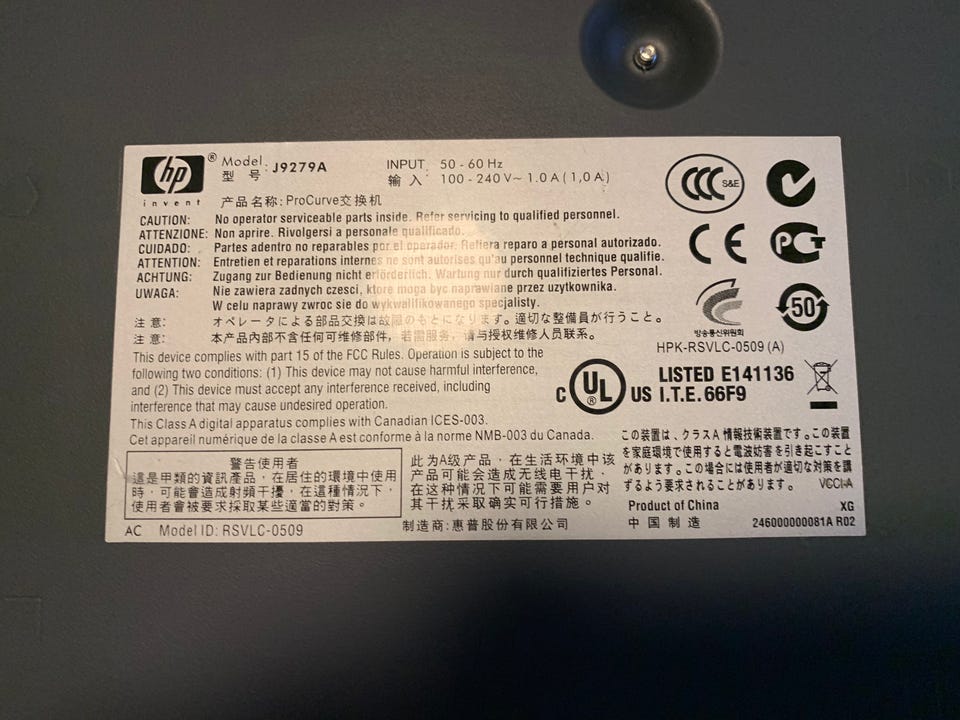 hp ® invent
Model: J9279A
型 号:
INPUT 50 - 60 Hz
输 入 100 - 240 V~ 1.0 A (1,0 A)
产品名称: ProCurve交换机
CAUTION: No operator serviceable parts inside. Refer servicing to qualified personnel.
ATTENZIONE: Non aprire. Rivolgersi a personale qualificado.
CUIDADO: Partes adentro no reparables por el operador. Refiera reparo a personal autorizado.
ATTENTION: Entretien et reparations internes ne sont autorises qu'au personnel technique qualifie.
ACHTUNG: Zugang zur Bedienung nicht erforderlich. Wartung nur durch qualifiziertes Personal.
UWAGA: Nie zawiera zadnych czesci, ktore moga byc naprawiane przez uzytkownika.
W celu naprawy zwroc sie do wykwallifikowanego specjalisty.
注 意: オペレータによる部品交換は故障のもとになります。適切な整備員が行うこと。
注 意: 本产品内部不含任何可维修部件，若需服务，请与授权维修人员联系。
This device complies with part 15 of the FCC Rules. Operation is subject to the
following two conditions: (1) This device may not cause harmful interference,
and (2) This device must accept any interference received, including
interference that may cause undesired operation.
This Class A digital apparatus complies with Canadian ICES-003.
Cet appareil numérique de la classe A est conforme à la norme NMB-003 du Canada.
警告使用者
這是甲類的資訊產品，在居住的環境中使用
時，可能會造成射頻干擾，在這種情況下，
使用者會被要求採取某些適當的對策。
AC Model ID: RSVLC-0509
此为A级产品，在生活环境中该
产品可能会造成无线电干扰，
在这种情况下可能需要用户对
其干扰采取确实可行措施。
制造商: 惠普股份有限公司
CCC S&E
CE
PCT
50
방송통신위원회
HPK-RSVLC-0509 (A)
C UL ® US LISTED E141136
I.T.E. 66F9
この装置は、クラスA 情報技術装置です。この装置
を家庭環境で使用すると電波妨害を引き起こすこと
があります。この場合には使用者が適切な対策を講
ずるよう要求されることがあります。 VCCI-A
Product of China XG
中 国 制 造 246000000081A R02